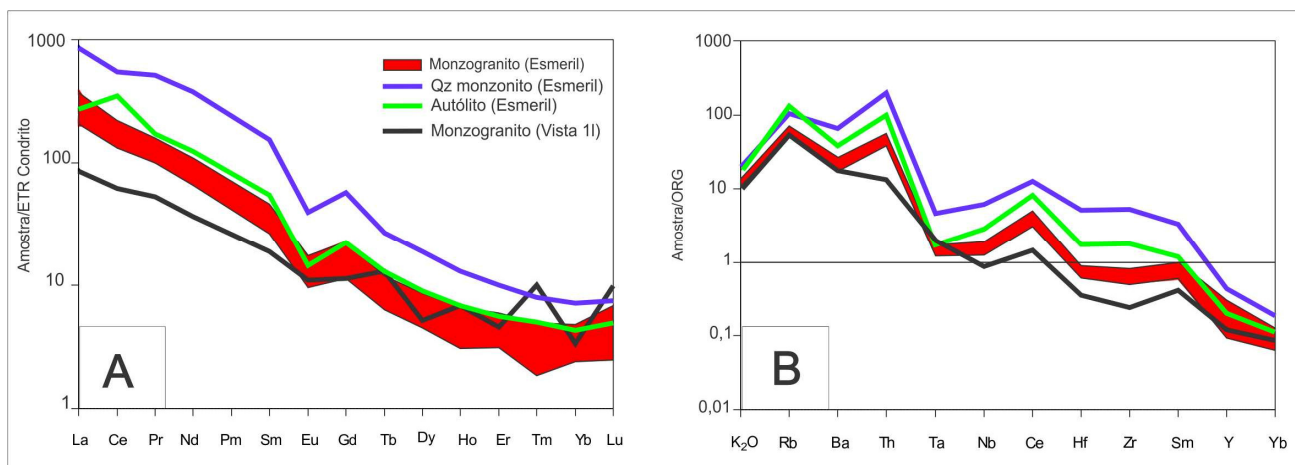 1000
100
10
1
Amostra/ETR Condrito
Monzogranito (Esmeril)
Qz monzonito (Esmeril)
Autólito (Esmeril)
Monzogranito (Vista 1l)
A
La Ce Pr Nd Pm Sm Eu Gd Tb Dy Ho Er Tm Yb Lu
1000
100
10
1
0,1
0,01
Amostra/ORG
B
K2O Rb Ba Th Ta Nb Ce Hf Zr Sm Y Yb